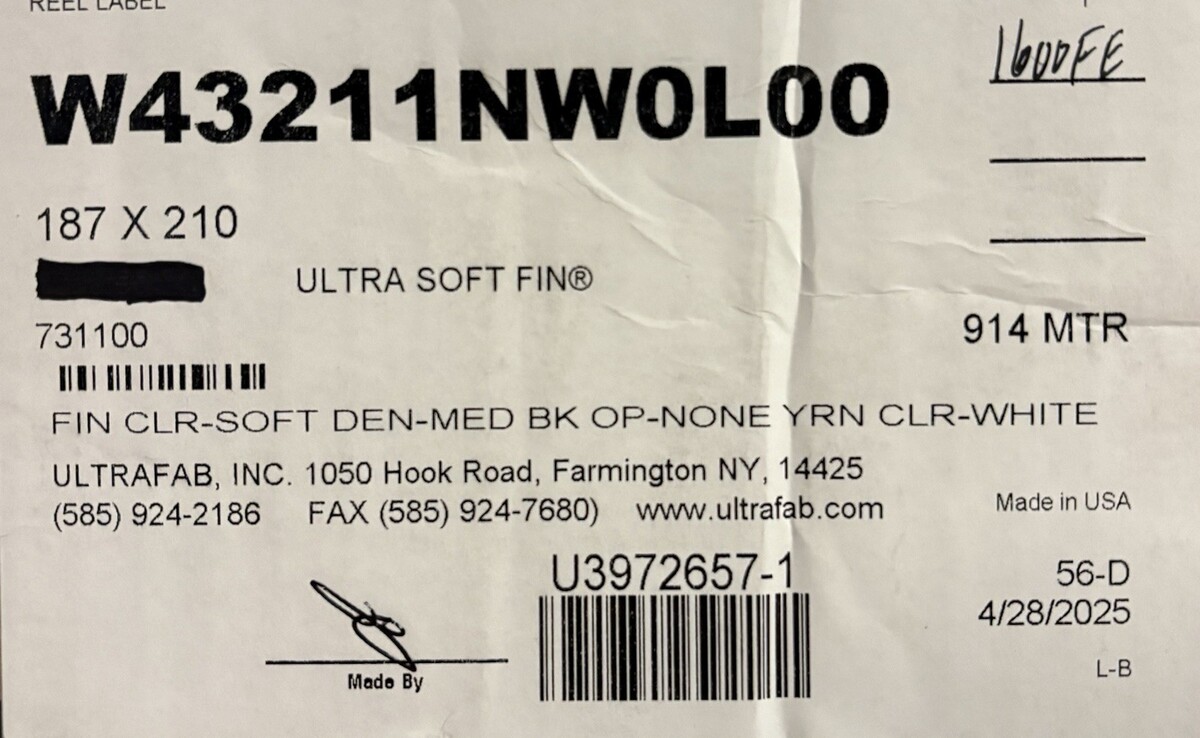 REEL LABEL
W43211NW0L00
1600FE
187 X 210
ULTRA SOFT FIN®
731100
914 MTR
FIN CLR-SOFT DEN-MED BK OP-NONE YRN CLR-WHITE
ULTRAFAB, INC. 1050 Hook Road, Farmington NY, 14425
(585) 924-2186 FAX (585) 924-7680) www.ultrafab.com
Made in USA
U3972657-1
56-D
4/28/2025
L-B
Made By